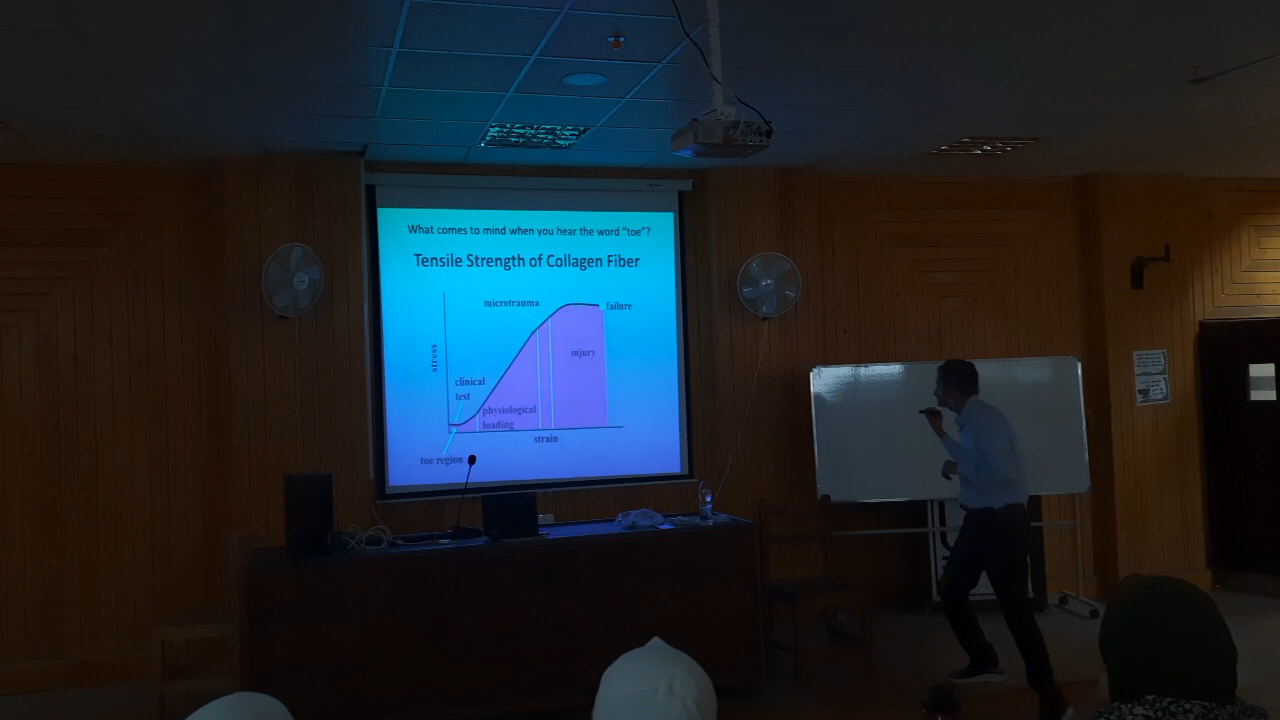 What comes to mind when you hear the word "toe"?
Tensile Strength of Collagen Fiber
microtrauma
failure
stress
injury
clinical
test
physiological
loading
strain
toe region